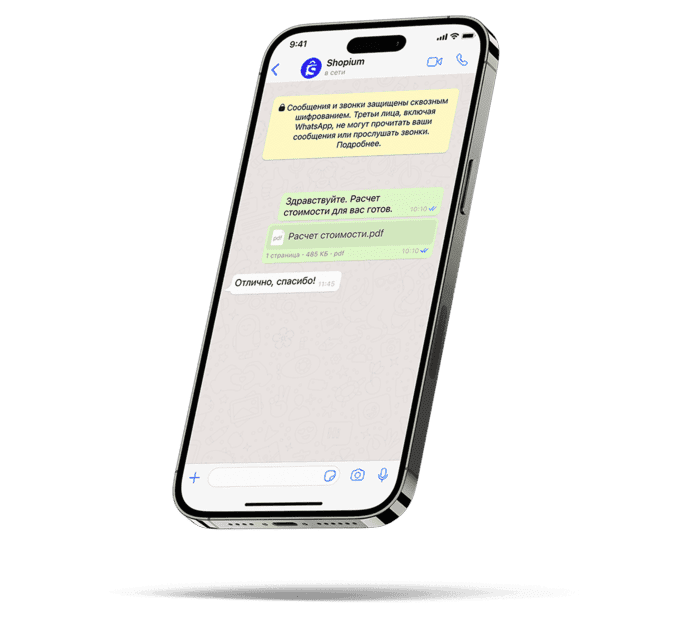 9:41
Shopium
в сети
Сообщения и звонки защищены сквозным
шифрованием. Третьи лица, включая
WhatsApp, не могут прочитать ваши
сообщения или прослушать звонки.
Подробнее.
Здравствуйте. Расчет
стоимости для вас готов.
10:10
pdf
Расчет стоимости.pdf
1 страница - 485 КБ - pdf
10:10
Отлично, спасибо!
11:45